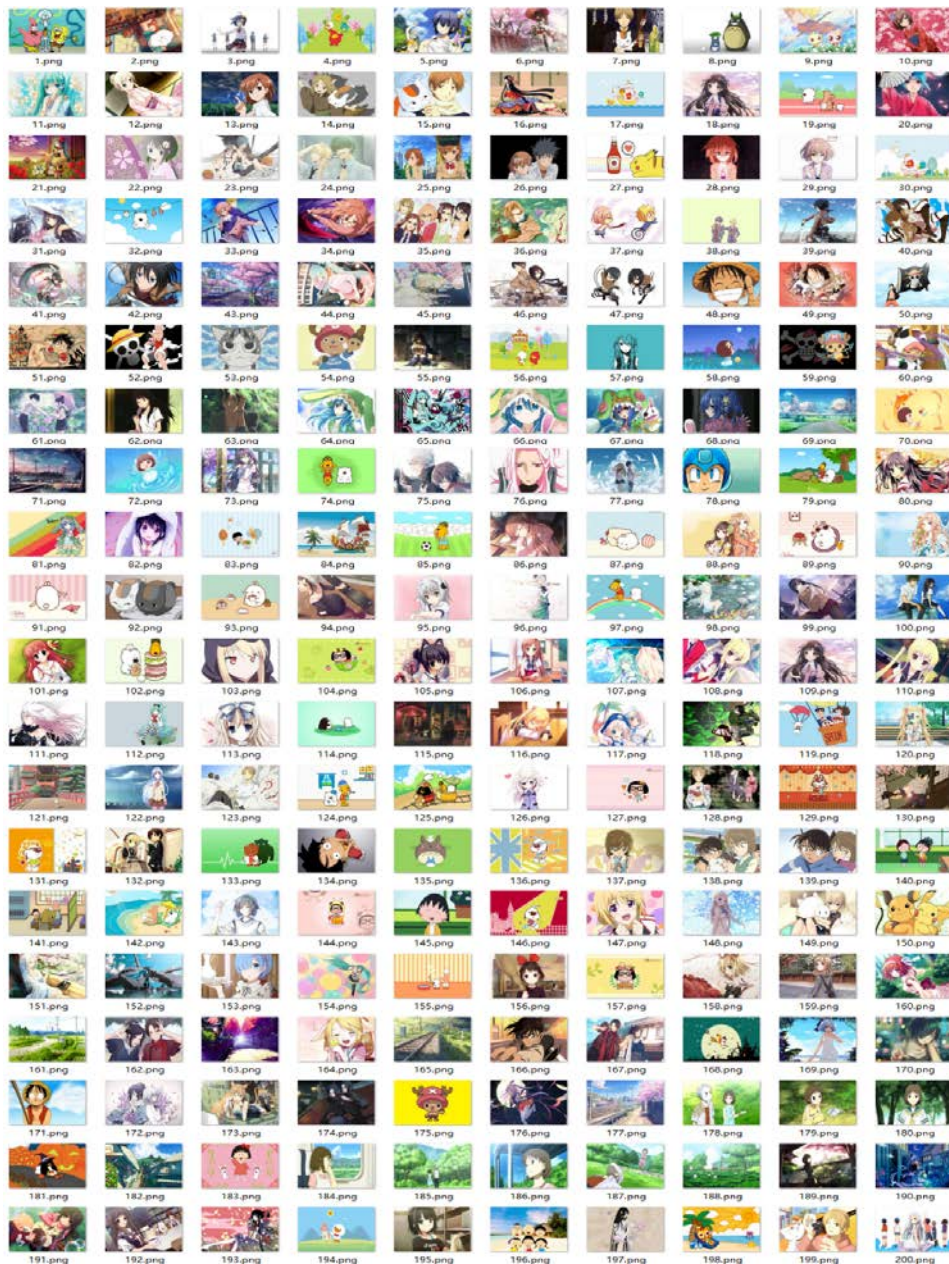 1.png 2.png 3.png 4.png 5.png 6.png 7.png 8.png 9.png 10.png
11.png 12.png 13.png 14.png 15.png 16.png 17.png 18.png 19.png 20.png
21.png 22.png 23.png 24.png 25.png 26.png 27.png 28.png 29.png 30.png
31.png 32.png 33.png 34.png 35.png 36.png 37.png 38.png 39.png 40.png
41.png 42.png 43.png 44.png 45.png 46.png 47.png 48.png 49.png 50.png
51.png 52.png 53.png 54.png 55.png 56.png 57.png 58.png 59.png 60.png
61.png 62.png 63.png 64.png 65.png 66.png 67.png 68.png 69.png 70.png
71.png 72.png 73.png 74.png 75.png 76.png 77.png 78.png 79.png 80.png
81.png 82.png 83.png 84.png 85.png 86.png 87.png 88.png 89.png 90.png
91.png 92.png 93.png 94.png 95.png 96.png 97.png 98.png 99.png 100.png
101.png 102.png 103.png 104.png 105.png 106.png 107.png 108.png 109.png 110.png
111.png 112.png 113.png 114.png 115.png 116.png 117.png 118.png 119.png 120.png
121.png 122.png 123.png 124.png 125.png 126.png 127.png 128.png 129.png 130.png
131.png 132.png 133.png 134.png 135.png 136.png 137.png 138.png 139.png 140.png
141.png 142.png 143.png 144.png 145.png 146.png 147.png 148.png 149.png 150.png
151.png 152.png 153.png 154.png 155.png 156.png 157.png 158.png 159.png 160.png
161.png 162.png 163.png 164.png 165.png 166.png 167.png 168.png 169.png 170.png
171.png 172.png 173.png 174.png 175.png 176.png 177.png 178.png 179.png 180.png
181.png 182.png 183.png 184.png 185.png 186.png 187.png 188.png 189.png 190.png
191.png 192.png 193.png 194.png 195.png 196.png 197.png 198.png 199.png 200.png